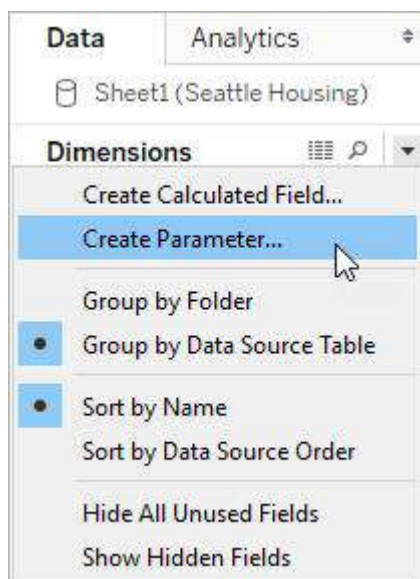 Data Analytics
Sheet1 (Seattle Housing)
Dimensions
Create Calculated Field...
Create Parameter...
Group by Folder
Group by Data Source Table
Sort by Name
Sort by Data Source Order
Hide All Unused Fields
Show Hidden Fields